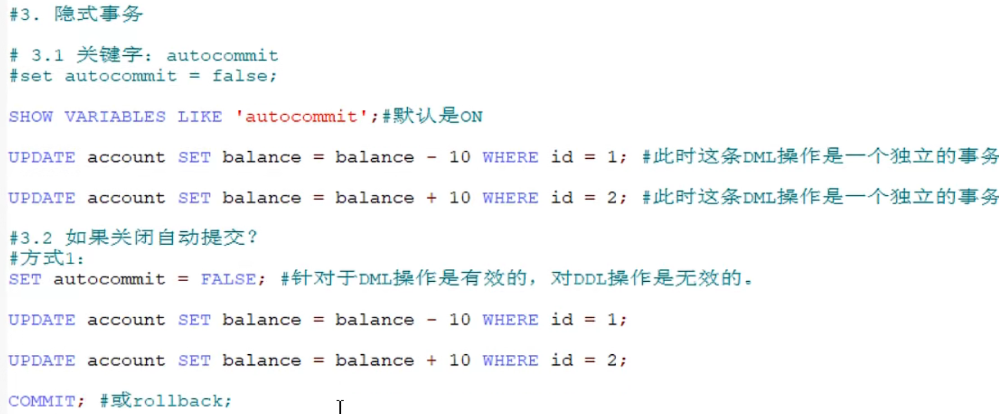 #3. 隐式事务
# 3.1 关键字：autocommit
#set autocommit = false;
SHOW VARIABLES LIKE 'autocommit';#默认是ON
UPDATE account SET balance = balance - 10 WHERE id = 1; #此时这条DML操作是一个独立的事务
UPDATE account SET balance = balance + 10 WHERE id = 2; #此时这条DML操作是一个独立的事务
#3.2 如果关闭自动提交？
#方式1：
SET autocommit = FALSE; #针对于DML操作是有效的，对DDL操作是无效的。
UPDATE account SET balance = balance - 10 WHERE id = 1;
UPDATE account SET balance = balance + 10 WHERE id = 2;
COMMIT; #或rollback;